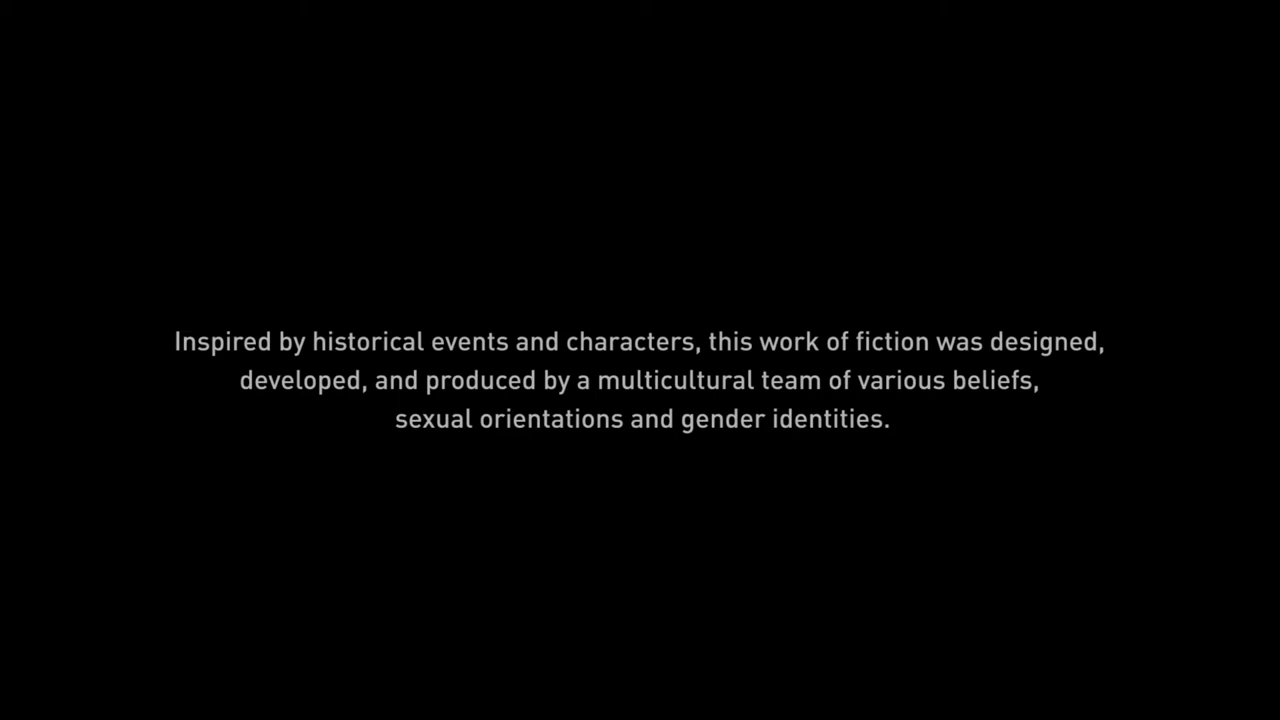 Inspired by historical events and characters, this work of fiction was designed,
developed, and produced by a multicultural team of various beliefs,
sexual orientations and gender identities.